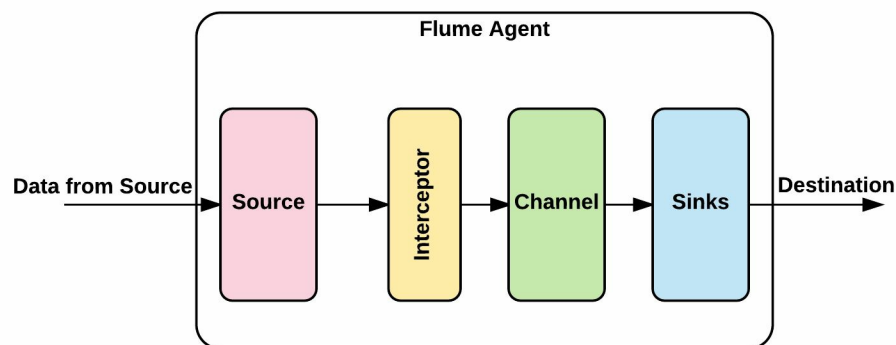 Flume Agent
Data from Source
Source
Interceptor
Channel
Sinks
Destination